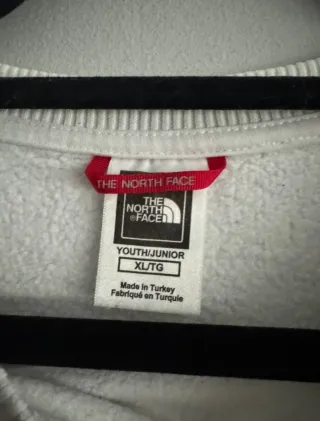 THE NORTH FACE
THE
NORTH
FACE
YOUTH/JUNIOR
XL/TG
Made in Turkey
Fabriqué en Turquie